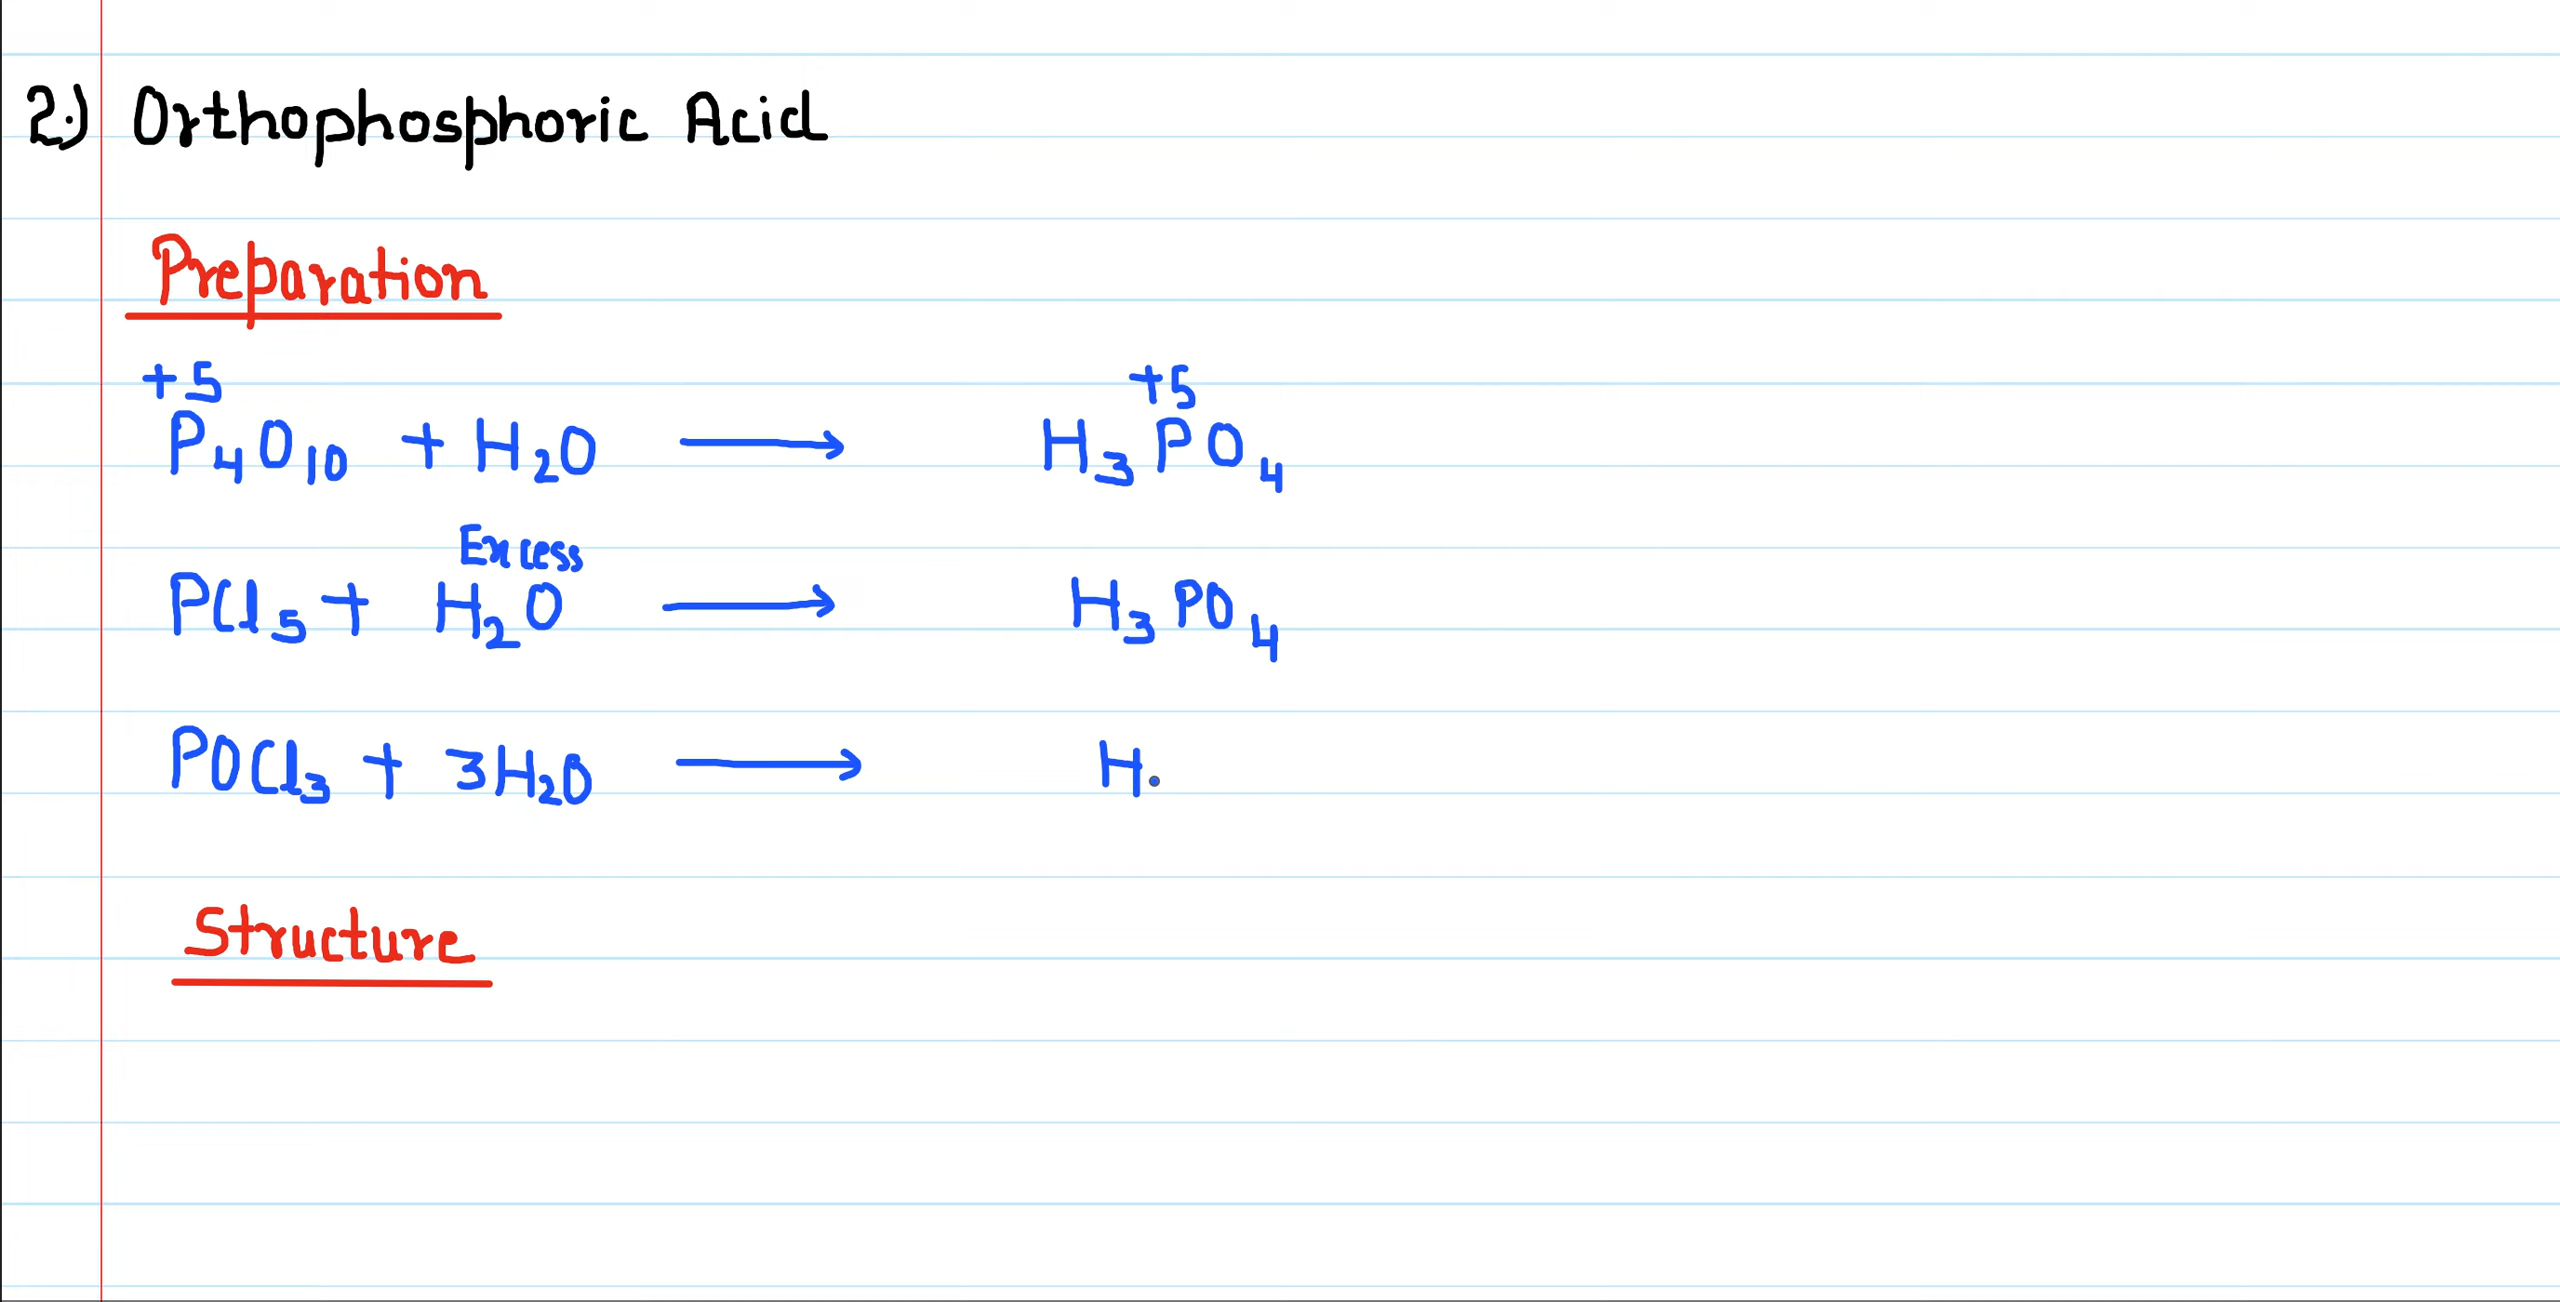 2.) Orthophosphoric Acid
Preparation
+5 +5
P₄O₁₀ + H₂O ⟶ H₃PO₄
Excess
PCl₅ + H₂O ⟶ H₃PO₄
POCl₃ + 3H₂O ⟶ H
Structure